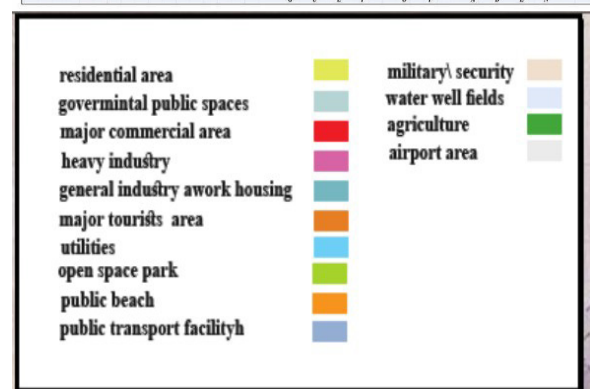 residential area
govermintal public spaces
major commercial area
heavy industry
general industry awork housing
major tourists area
utilities
open space park
public beach
public transport facilityh
military\ security
water well fields
agriculture
airport area